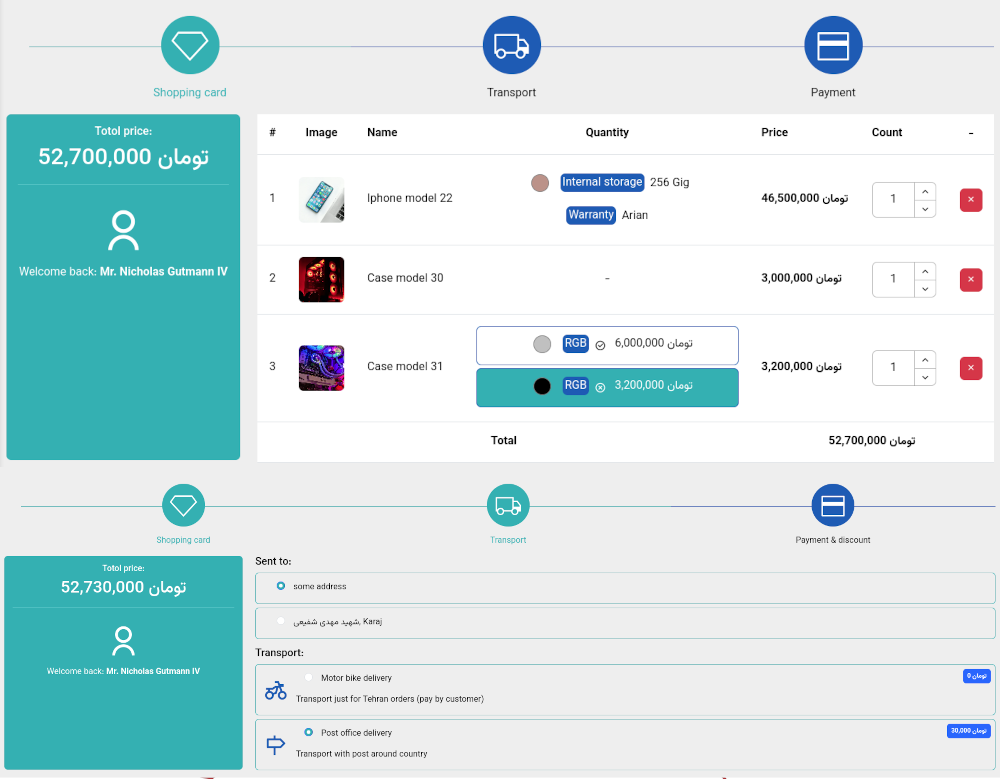 Shopping card
Transport
Payment
Totol price:
52,700,000 تومان
Welcome back: Mr. Nicholas Gutmann IV
# Image Name Quantity Price Count -
1 Iphone model 22 Internal storage 256 Gig 46,500,000 تومان 1 ×
Warranty Arian
2 Case model 30 - 3,000,000 تومان 1 ×
RGB 6,000,000 تومان
3 Case model 31 3,200,000 تومان 1 ×
RGB 3,200,000 تومان
Total 52,700,000 تومان
Shopping card
Transport
Payment & discount
Totol price:
52,730,000 تومان
Welcome back: Mr. Nicholas Gutmann IV
Sent to:
some address
شهید مهدی شفیعی, Karaj
Transport:
Motor bike delivery 0 تومان
Transport just for Tehran orders (pay by customer)
Post office delivery 30,000 تومان
Transport with post around country